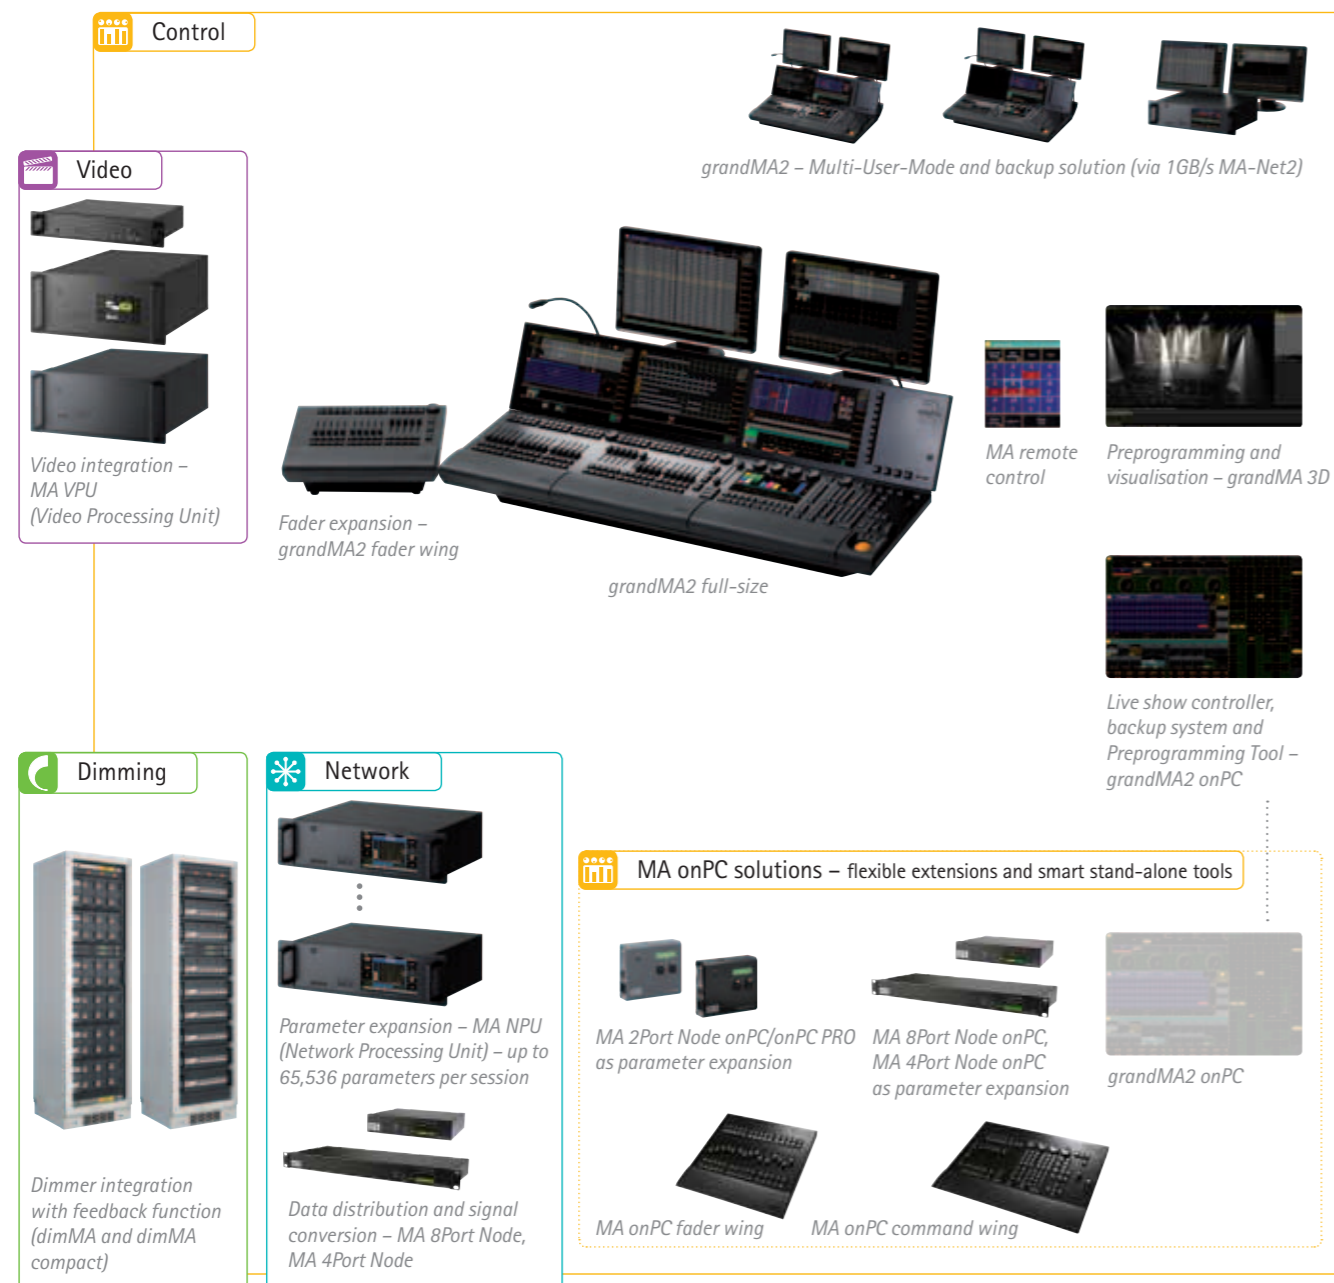 Control
grandMA2 – Multi-User-Mode and backup solution (via 1GB/s MA-Net2)
Video
Video integration –
MA VPU
(Video Processing Unit)
Fader expansion –
grandMA2 fader wing
grandMA2 full-size
MA remote
control
Preprogramming and
visualisation – grandMA 3D
Live show controller,
backup system and
Preprogramming Tool –
grandMA2 onPC
Dimming
Dimmer integration
with feedback function
(dimMA and dimMA
compact)
Network
Parameter expansion – MA NPU
(Network Processing Unit) – up to
65,536 parameters per session
Data distribution and signal
conversion – MA 8Port Node,
MA 4Port Node
MA onPC solutions – flexible extensions and smart stand-alone tools
MA 2Port Node onPC/onPC PRO
as parameter expansion
MA 8Port Node onPC,
MA 4Port Node onPC
as parameter expansion
grandMA2 onPC
MA onPC fader wing
MA onPC command wing